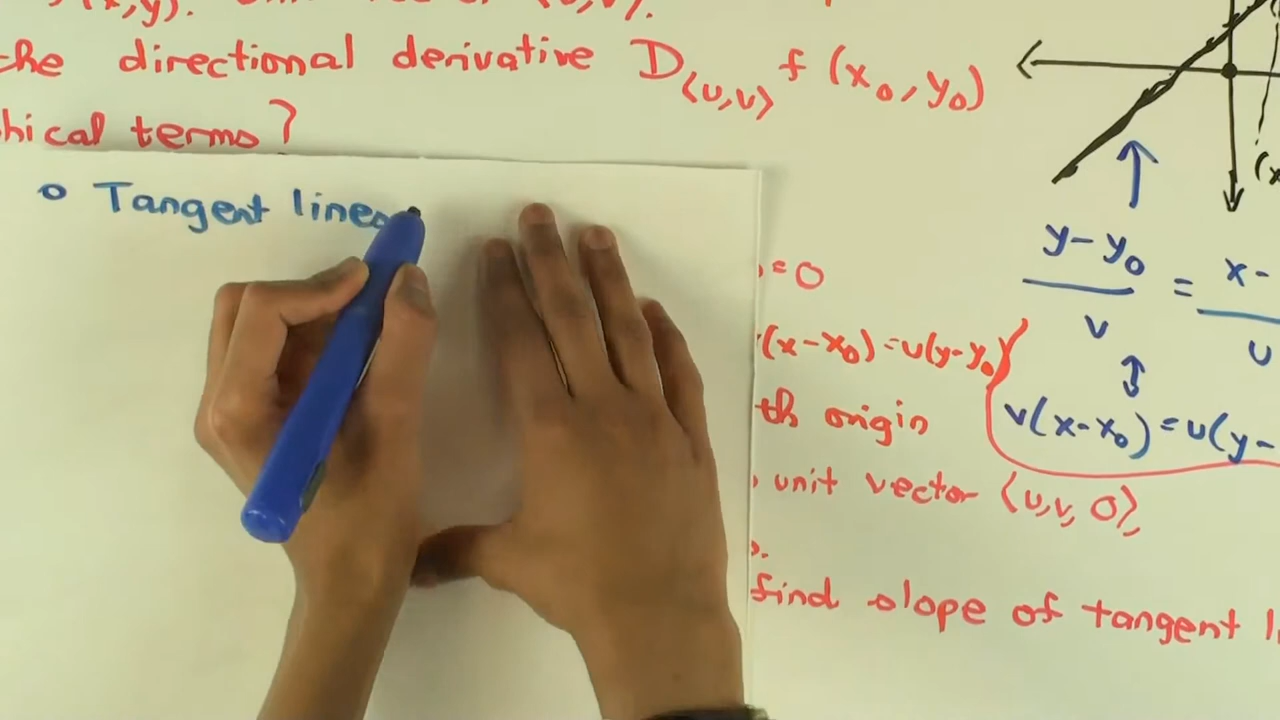 the directional derivative D⟨u,v⟩ f (x₀, y₀)
hical terms?
o Tangent lines
= 0
(x-x₀) = u(y-y₀)
th origin
unit vector ⟨u, v, 0⟩,
find slope of tangent
y-y₀ = x-
v u
v(x-x₀) = u(y-